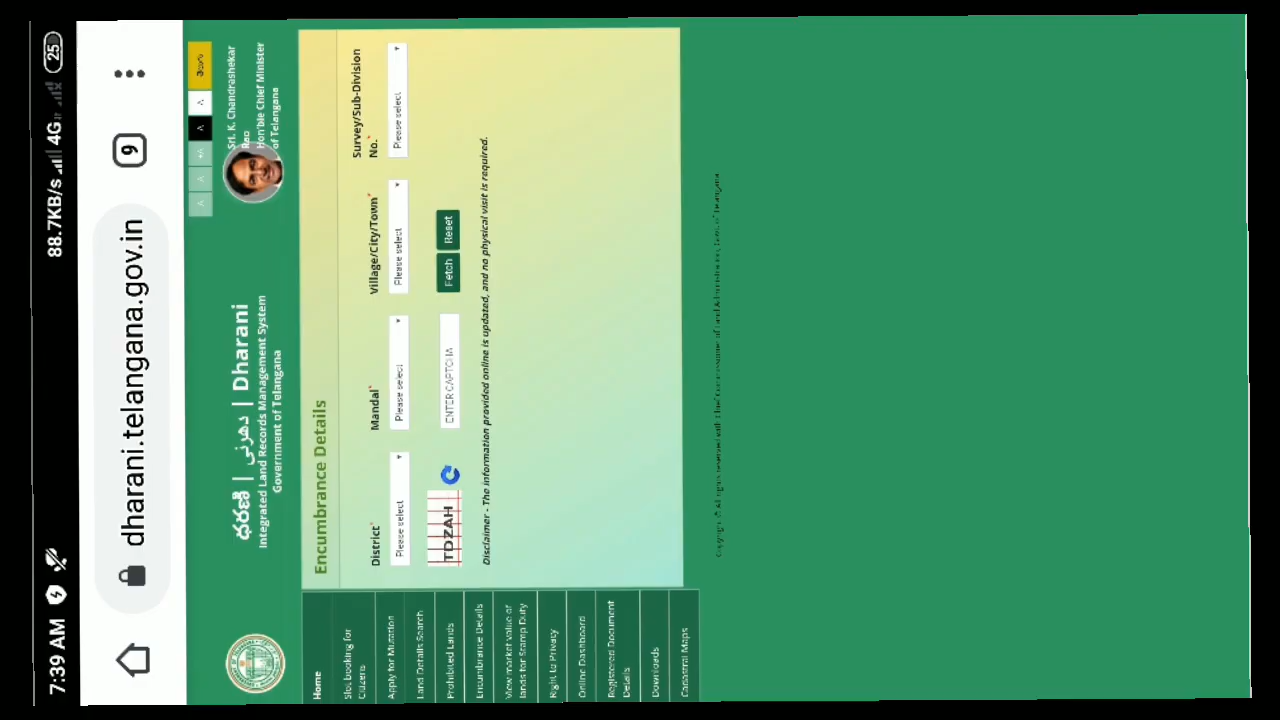 7:39 AM
88.7KB/s
4G
25
dharani.telangana.gov.in
9
A
A
+A
A
A
తెలుగు
ధరణి | دھرنی | Dharani
Integrated Land Records Management System
Government of Telangana
Sri. K. Chandrashekar
Rao
Hon'ble Chief Minister
of Telangana
Home
Slot booking for
Citizens
Apply for Mutation
Land Details Search
Prohibited Lands
Encumbrance Details
View market value of
lands for Stamp Duty
Right to Privacy
Online Dashboard
Registered Document
Details
Downloads
Cadastral Maps
Encumbrance Details
District* Mandal* Village/City/Town* Survey/Sub-Division
No.*
Please select Please select Please select Please select
TDZAH ENTER CAPTCHA Fetch Reset
Disclaimer - The information provided online is updated, and no physical visit is required.